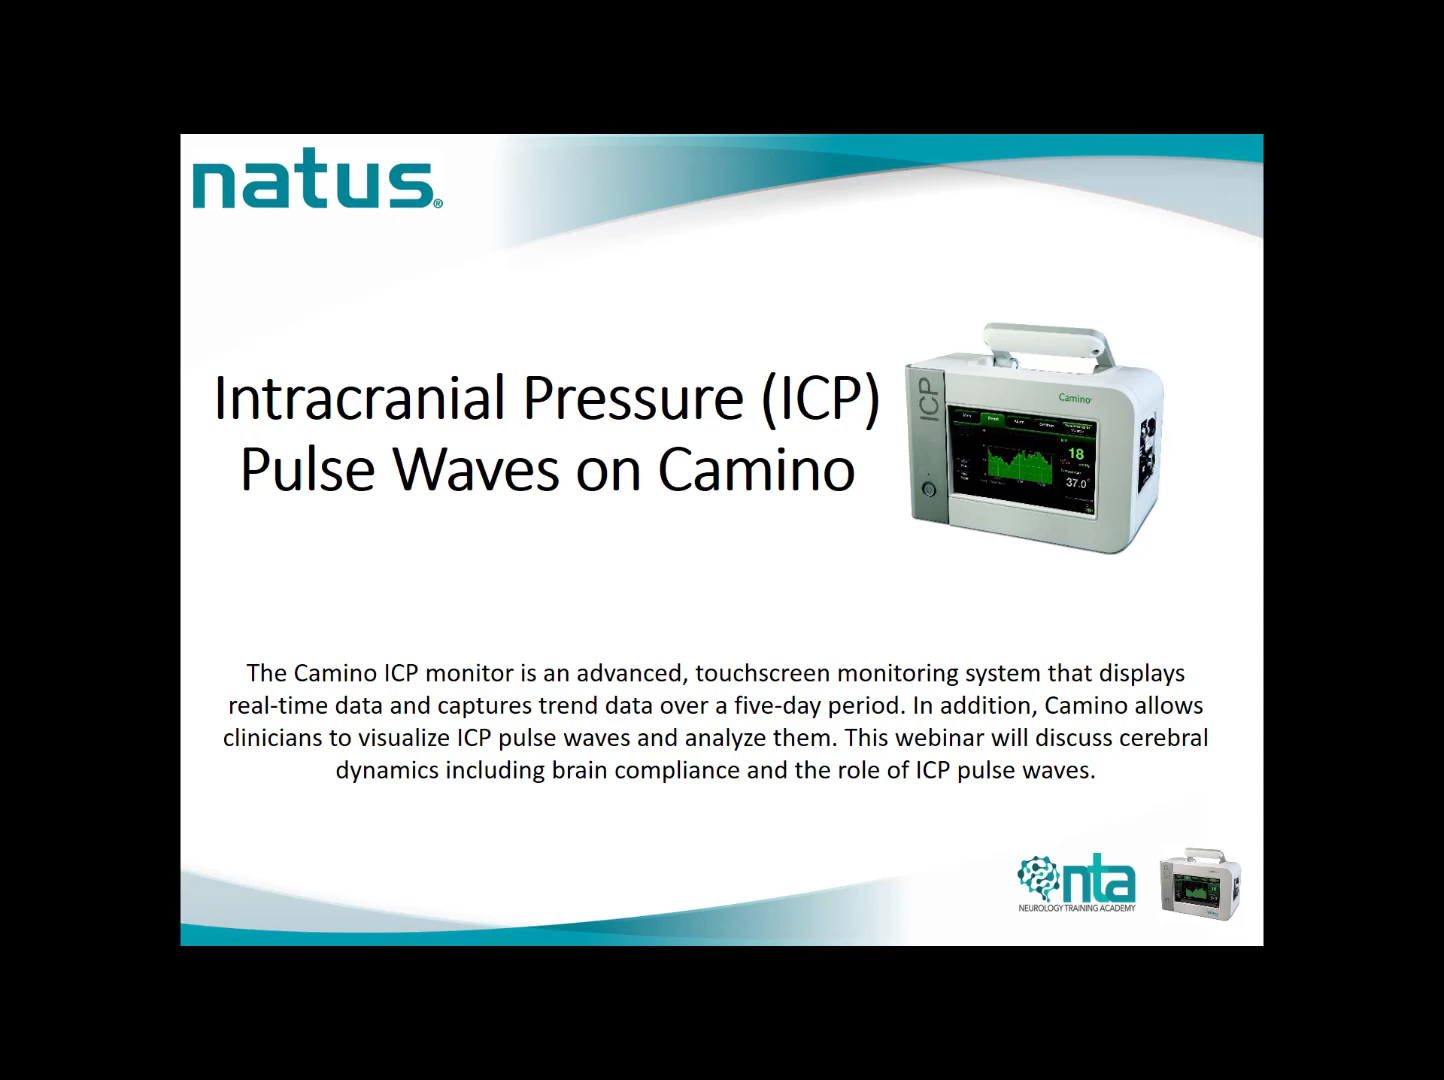 natus®
Intracranial Pressure (ICP)
Pulse Waves on Camino
ICP
Camino
18
37.0
The Camino ICP monitor is an advanced, touchscreen monitoring system that displays
real-time data and captures trend data over a five-day period. In addition, Camino allows
clinicians to visualize ICP pulse waves and analyze them. This webinar will discuss cerebral
dynamics including brain compliance and the role of ICP pulse waves.
nta
NEUROLOGY TRAINING ACADEMY